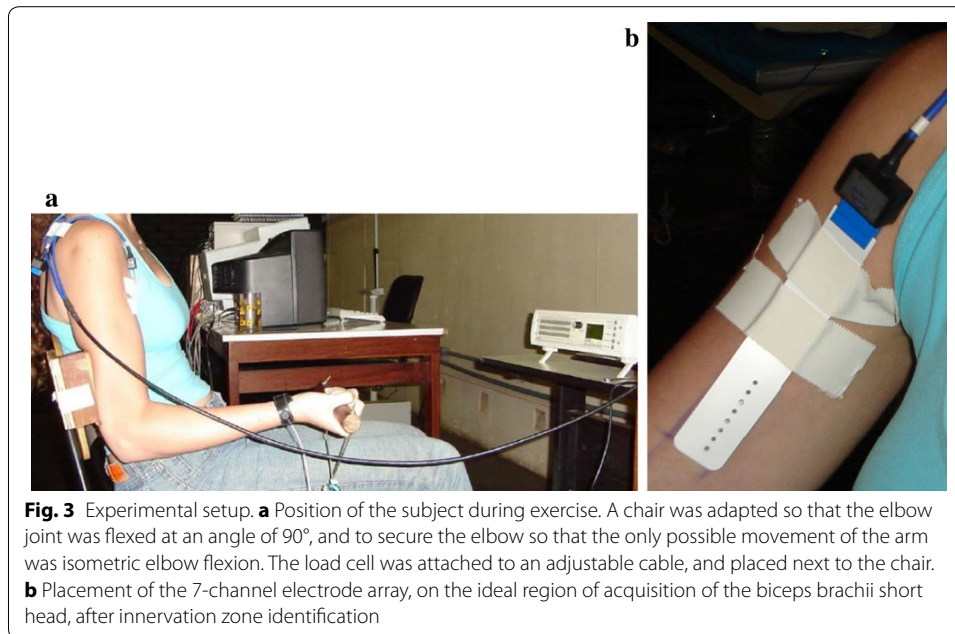 b
a
Fig. 3 Experimental setup. a Position of the subject during exercise. A chair was adapted so that the elbow
joint was flexed at an angle of 90°, and to secure the elbow so that the only possible movement of the arm
was isometric elbow flexion. The load cell was attached to an adjustable cable, and placed next to the chair.
b Placement of the 7-channel electrode array, on the ideal region of acquisition of the biceps brachii short
head, after innervation zone identification